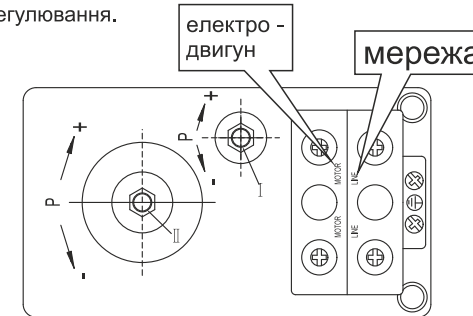 егулювання.
електро -
двигун
мережа
+
P
-
II
+
P
-
I
MOTOR
LINE
MOTOR
LINE